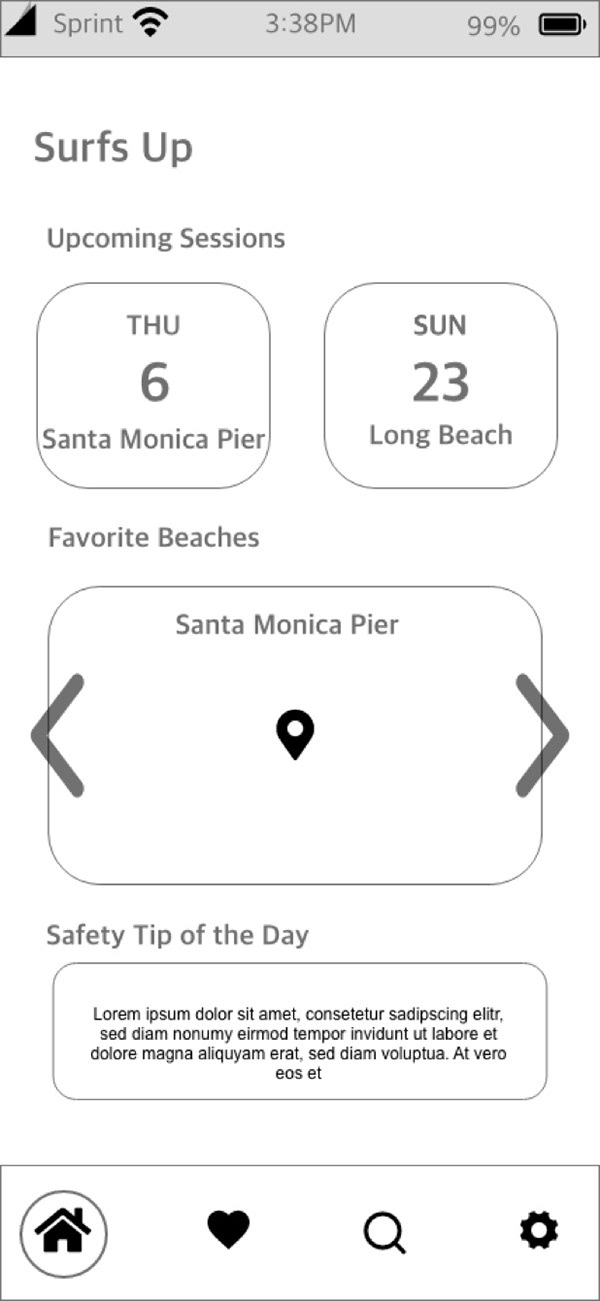 Sprint 3:38PM 99%
Surfs Up
Upcoming Sessions
THU SUN
6 23
Santa Monica Pier Long Beach
Favorite Beaches
Santa Monica Pier
Safety Tip of the Day
Lorem ipsum dolor sit amet, consetetur sadipscing elitr,
sed diam nonumy eirmod tempor invidunt ut labore et
dolore magna aliquyam erat, sed diam voluptua. At vero
eos et